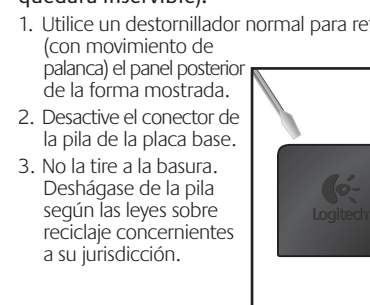 quedará inservible).
1. Utilice un destornillador normal para
(con movimiento de
palanca) el panel posterior
de la forma mostrada.
2. Desactive el conector de
la pila de la placa base.
3. No la tire a la basura.
Deshágase de la pila
según las leyes sobre
reciclaje concernientes
a su jurisdicción.
Logitech